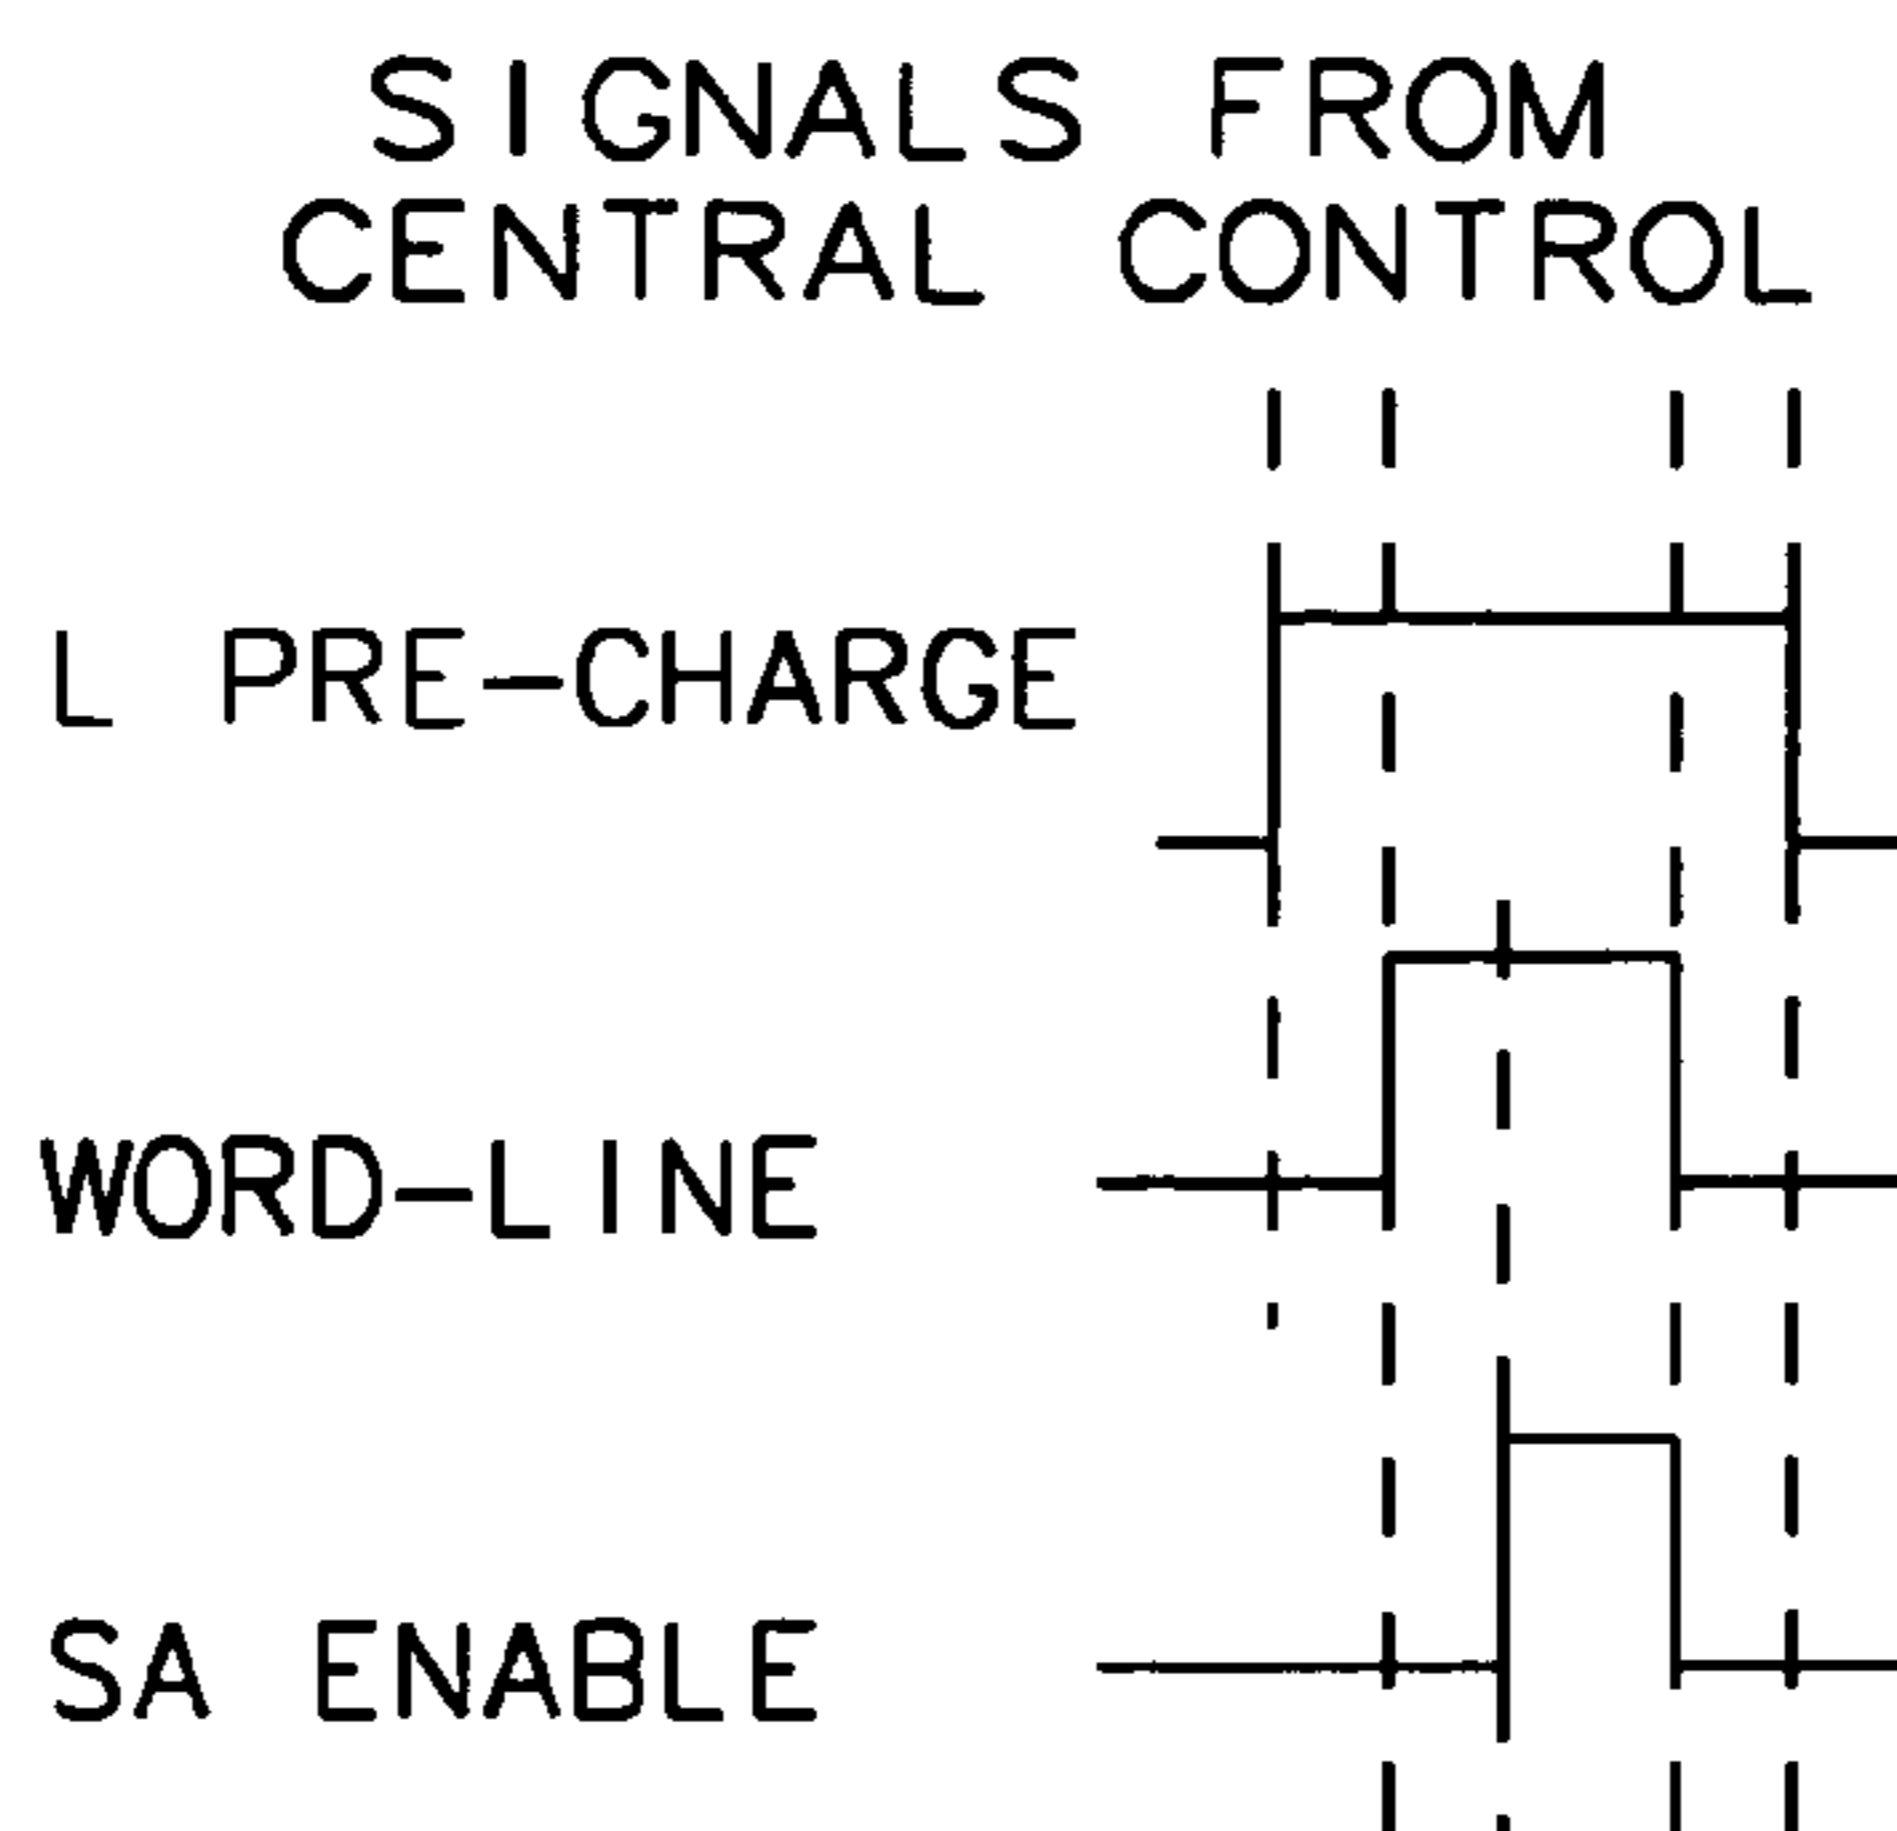 SIGNALS FROM
CENTRAL CONTROL
L PRE-CHARGE
WORD-LINE
SA ENABLE